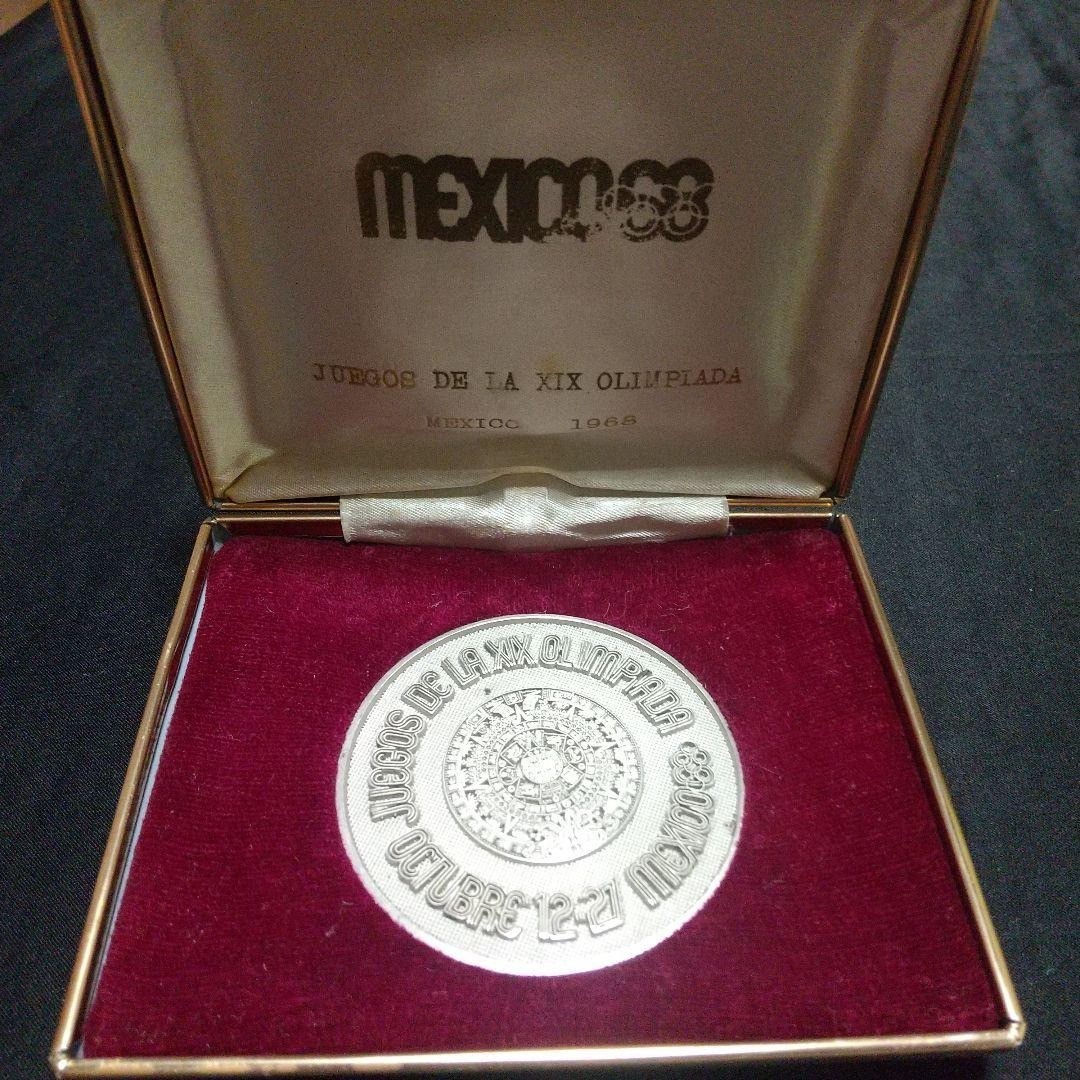 MEXICO68
JUEGOS DE LA XIX OLIMPIADA
MEXICO 1968
JUEGOS DE LA XIX OLIMPIADA
MEXICO68
OCTUBRE 12-27